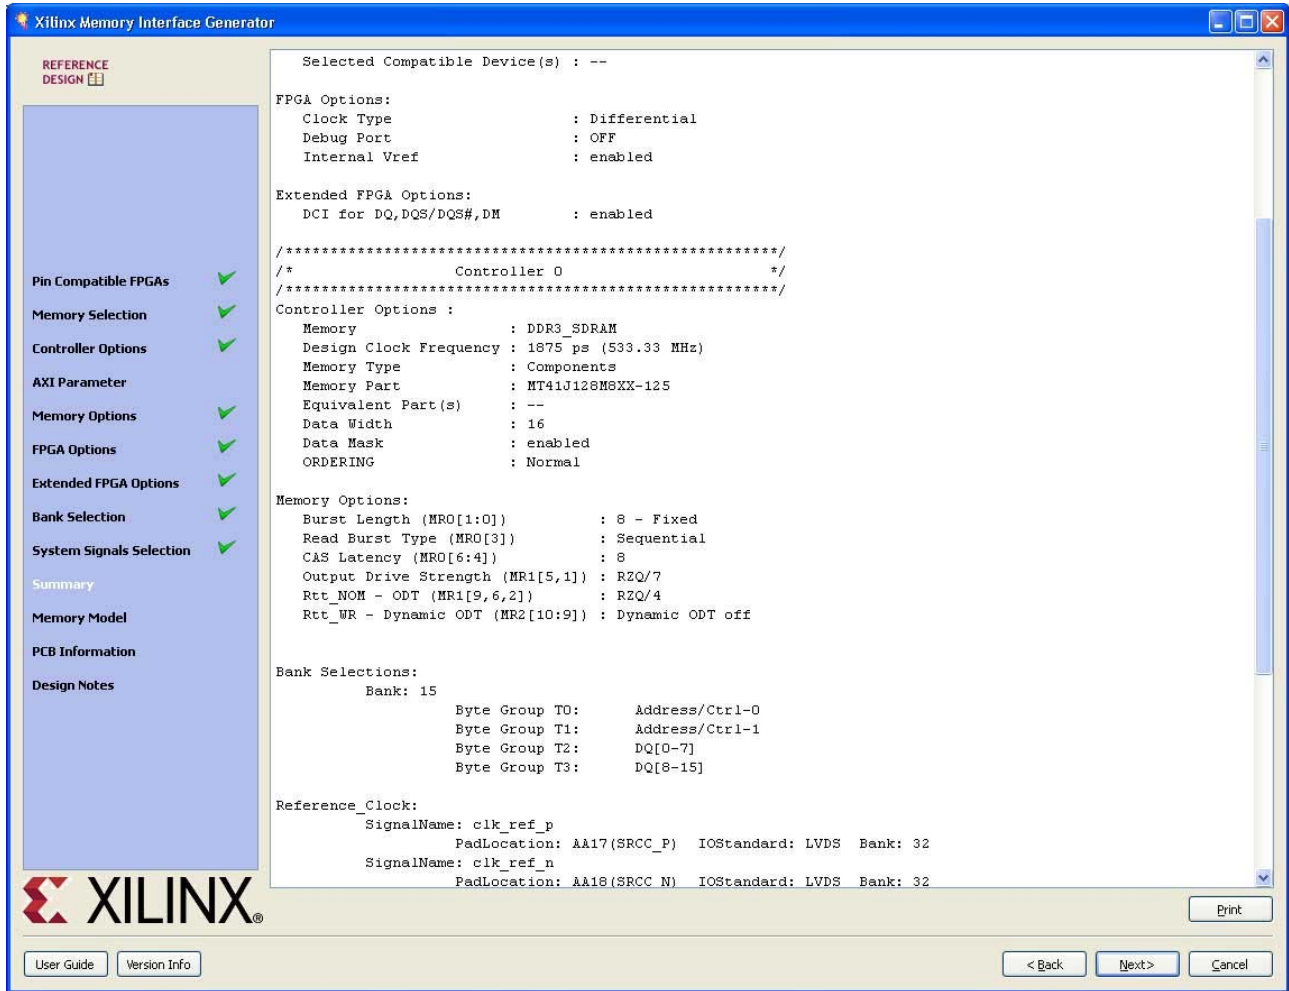 Xilinx Memory Interface Generator
REFERENCE
DESIGN
Pin Compatible FPGAs
Memory Selection
Controller Options
AXI Parameter
Memory Options
FPGA Options
Extended FPGA Options
Bank Selection
System Signals Selection
Summary
Memory Model
PCB Information
Design Notes
Selected Compatible Device(s) : --
FPGA Options:
Clock Type : Differential
Debug Port : OFF
Internal Vref : enabled
Extended FPGA Options:
DCI for DQ,DQS/DQS#,DM : enabled
/*******************************************************/
/* Controller 0 */
/*******************************************************/
Controller Options :
Memory : DDR3_SDRAM
Design Clock Frequency : 1875 ps (533.33 MHz)
Memory Type : Components
Memory Part : MT41J128M8XX-125
Equivalent Part(s) : --
Data Width : 16
Data Mask : enabled
ORDERING : Normal
Memory Options:
Burst Length (MR0[1:0]) : 8 - Fixed
Read Burst Type (MR0[3]) : Sequential
CAS Latency (MR0[6:4]) : 8
Output Drive Strength (MR1[5,1]) : RZQ/7
Rtt_NOM - ODT (MR1[9,6,2]) : RZQ/4
Rtt_WR - Dynamic ODT (MR2[10:9]) : Dynamic ODT off
Bank Selections:
Bank: 15
Byte Group T0: Address/Ctrl-0
Byte Group T1: Address/Ctrl-1
Byte Group T2: DQ[0-7]
Byte Group T3: DQ[8-15]
Reference_Clock:
SignalName: clk_ref_p
PadLocation: AA17(SRCC_P) IOStandard: LVDS Bank: 32
SignalName: clk_ref_n
PadLocation: AA18(SRCC_N) IOStandard: LVDS Bank: 32
XILINX®
Print
User Guide
Version Info
< Back
Next>
Cancel